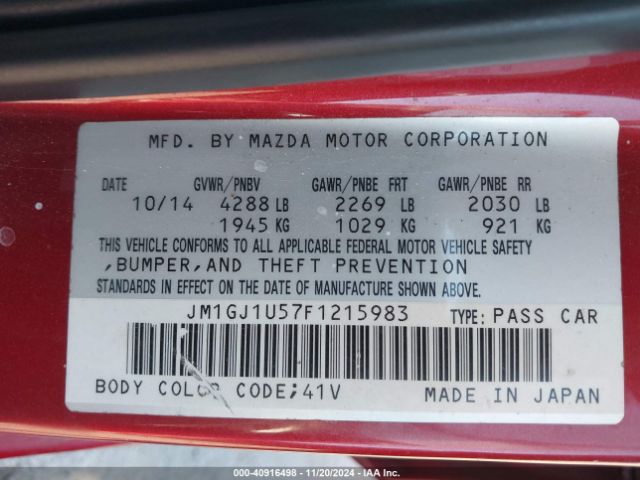 MFD. BY MAZDA MOTOR CORPORATION
DATE GVWR/PNBV GAWR/PNBE FRT GAWR/PNBE RR
10/14 4288 LB 2269 LB 2030 LB
1945 KG 1029 KG 921 KG
THIS VEHICLE CONFORMS TO ALL APPLICABLE FEDERAL MOTOR VEHICLE SAFETY
,BUMPER,AND THEFT PREVENTION
STANDARDS IN EFFECT ON THE DATE OF MANUFACTURE SHOWN ABOVE.
JM1GJ1U57F1215983 TYPE: PASS CAR
BODY COLOR CODE;41V MADE IN JAPAN
000-40916498 - 11/20/2024 - IAA Inc.